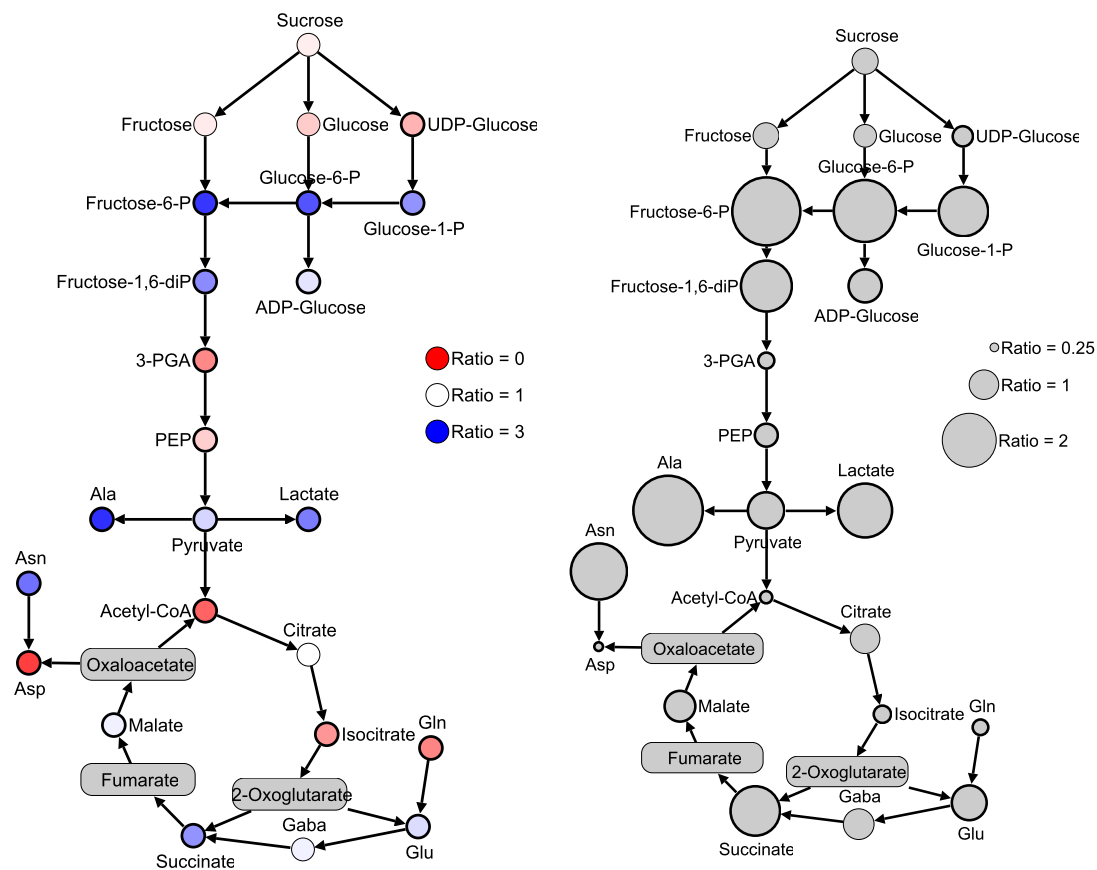 Sucrose
Fructose
Glucose
UDP-Glucose
Glucose-6-P
Fructose-6-P
Glucose-1-P
Fructose-1,6-diP
ADP-Glucose
3-PGA
Ratio = 0
Ratio = 1
Ratio = 3
PEP
Ala
Lactate
Pyruvate
Asn
Acetyl-CoA
Citrate
Oxaloacetate
Asp
Malate
Isocitrate
Gln
Fumarate
2-Oxoglutarate
Gaba
Glu
Succinate
Sucrose
Fructose
Glucose
UDP-Glucose
Glucose-6-P
Fructose-6-P
Glucose-1-P
Fructose-1,6-diP
ADP-Glucose
3-PGA
Ratio = 0.25
Ratio = 1
Ratio = 2
PEP
Ala
Lactate
Asn
Pyruvate
Acetyl-CoA
Citrate
Oxaloacetate
Asp
Malate
Isocitrate
Gln
Fumarate
2-Oxoglutarate
Gaba
Glu
Succinate